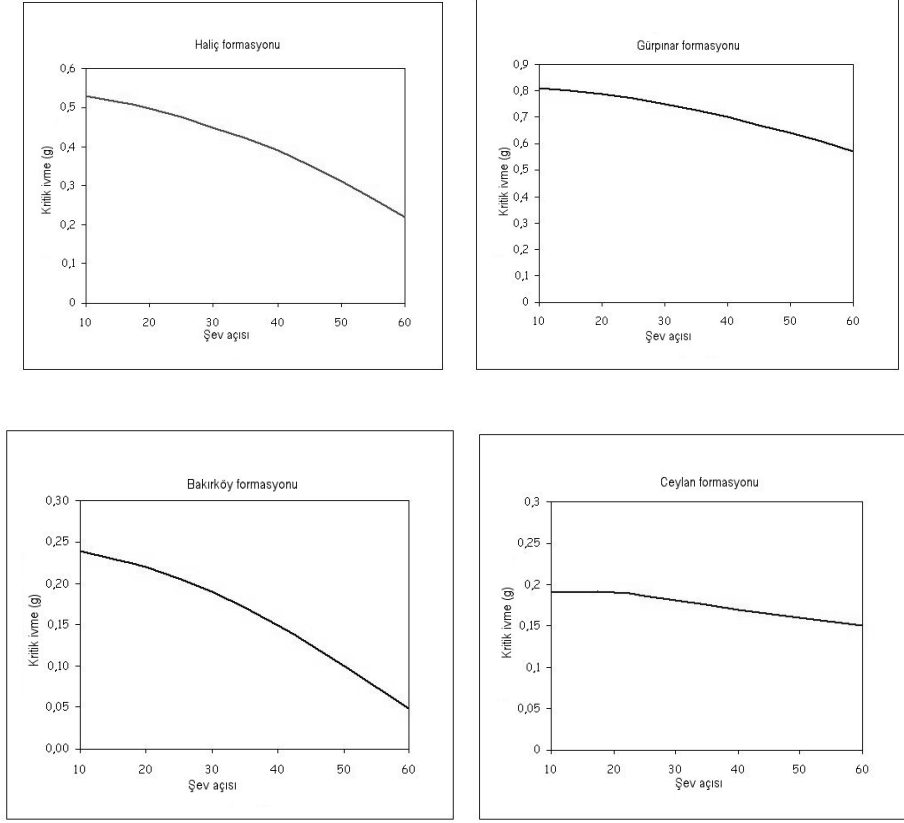 Haliç formasyonu
0,6
0,5
0,4
0,3
0,2
0,1
0
Kritik ivme (g)
10 20 30 40 50 60
Şev açısı
Gürpınar formasyonu
0,9
0,8
0,7
0,6
0,5
0,4
0,3
0,2
0,1
0
Kritik ivme (g)
10 20 30 40 50 60
Şev açısı
Bakırköy formasyonu
0,30
0,25
0,20
0,15
0,10
0,05
0,00
Kritik ivme (g)
10 20 30 40 50 60
Şev açısı
Ceylan formasyonu
0,3
0,25
0,2
0,15
0,1
0,05
0
Kritik ivme (g)
10 20 30 40 50 60
Şev açısı